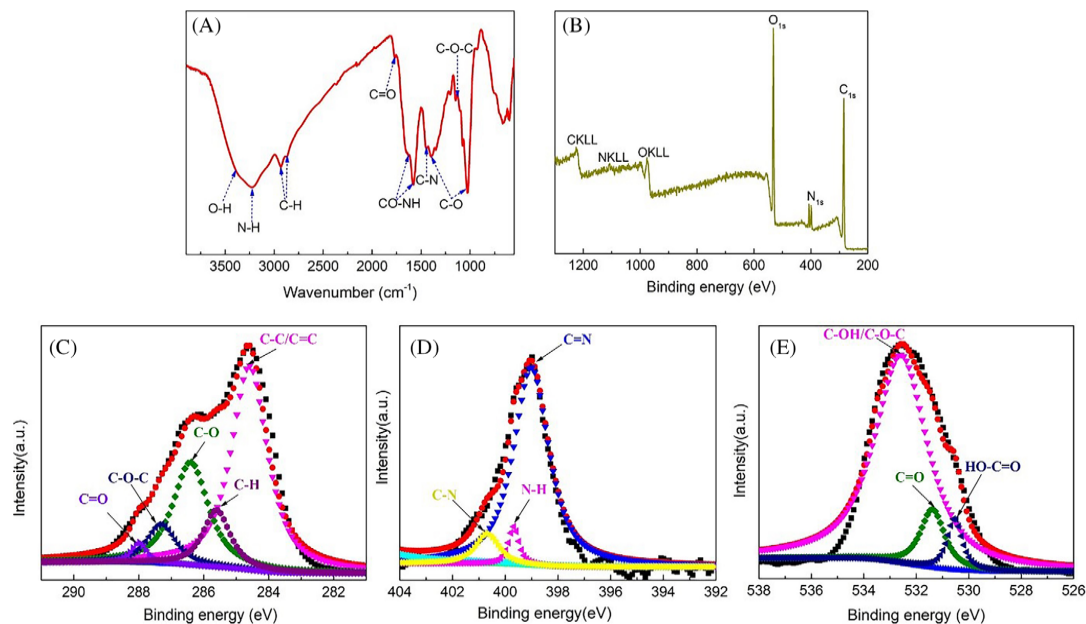 (A)
C-O-C
C=O
O-H
N-H
C-H
CO-NH
C-N
C-O
3500 3000 2500 2000 1500 1000
Wavenumber (cm⁻¹)
(B)
O₁ₛ
C₁ₛ
CKLL
NKLL
OKLL
N₁ₛ
1200 1000 800 600 400 200
Binding energy (eV)
(C)
C-C/C=C
C-O
C-O-C
C=O
C-H
Intensity(a.u.)
290 288 286 284 282
Binding energy (eV)
(D)
C=N
C-N
N-H
Intensity(a.u.)
404 402 400 398 396 394 392
Binding energy(eV)
(E)
C-OH/C-O-C
HO-C=O
C=O
Intensity(a.u.)
538 536 534 532 530 528 526
Binding energy (eV)